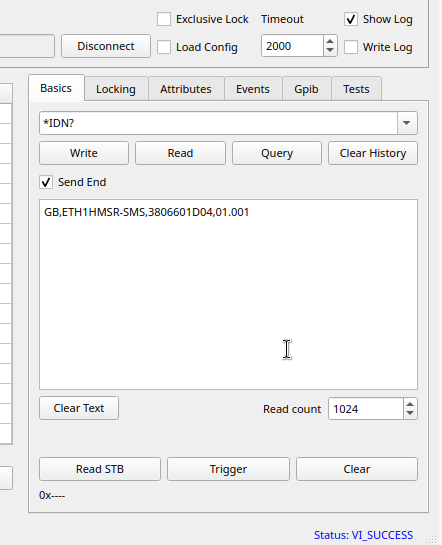 Exclusive Lock Timeout Show Log
Disconnect Load Config 2000 Write Log
Basics Locking Attributes Events Gpib Tests
*IDN?
Write Read Query Clear History
Send End
GB,ETH1HMSR-SMS,3806601D04,01.001
Clear Text Read count 1024
Read STB Trigger Clear
0x----
Status: VI_SUCCESS